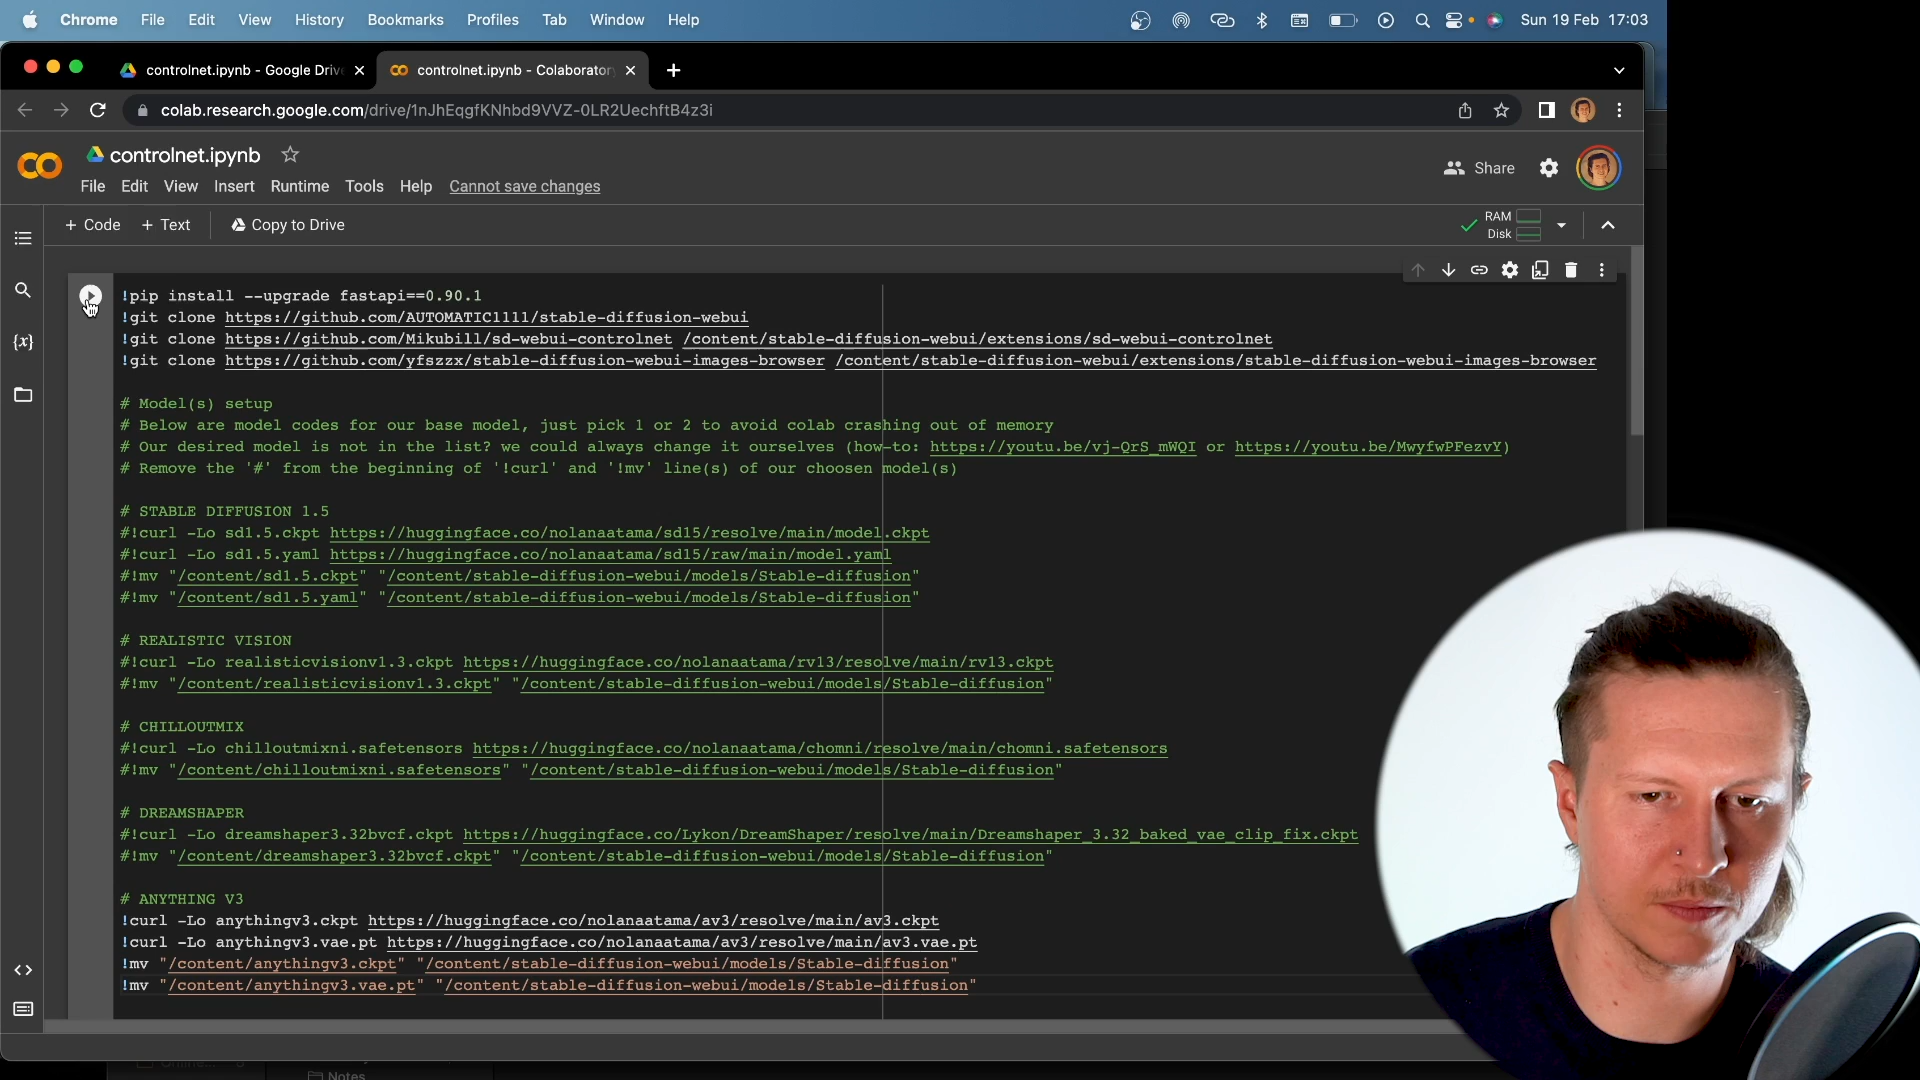 Chrome File Edit View History Bookmarks Profiles Tab Window Help Sun 19 Feb 17:03
controlnet.ipynb - Google Drive controlnet.ipynb - Colaboratory
colab.research.google.com/drive/1nJhEqgfKNhbd9VVZ-0LR2UechftB4z3i
controlnet.ipynb
Share
File Edit View Insert Runtime Tools Help Cannot save changes
+ Code + Text Copy to Drive
RAM
Disk
!pip install --upgrade fastapi==0.90.1
!git clone https://github.com/AUTOMATIC1111/stable-diffusion-webui
!git clone https://github.com/Mikubill/sd-webui-controlnet /content/stable-diffusion-webui/extensions/sd-webui-controlnet
!git clone https://github.com/yfszzx/stable-diffusion-webui-images-browser /content/stable-diffusion-webui/extensions/stable-diffusion-webui-images-browser
# Model(s) setup
# Below are model codes for our base model, just pick 1 or 2 to avoid colab crashing out of memory
# Our desired model is not in the list? we could always change it ourselves (how-to: https://youtu.be/vj-QrS_mWQI or https://youtu.be/MwyfwPFezvY)
# Remove the '#' from the beginning of '!curl' and '!mv' line(s) of our choosen model(s)
# STABLE DIFFUSION 1.5
#!curl -Lo sd1.5.ckpt https://huggingface.co/nolanaatama/sd15/resolve/main/model.ckpt
#!curl -Lo sd1.5.yaml https://huggingface.co/nolanaatama/sd15/raw/main/model.yaml
#!mv "/content/sd1.5.ckpt" "/content/stable-diffusion-webui/models/Stable-diffusion"
#!mv "/content/sd1.5.yaml" "/content/stable-diffusion-webui/models/Stable-diffusion"
# REALISTIC VISION
#!curl -Lo realisticvisionv1.3.ckpt https://huggingface.co/nolanaatama/rv13/resolve/main/rv13.ckpt
#!mv "/content/realisticvisionv1.3.ckpt" "/content/stable-diffusion-webui/models/Stable-diffusion"
# CHILLOUTMIX
#!curl -Lo chilloutmixni.safetensors https://huggingface.co/nolanaatama/chomni/resolve/main/chomni.safetensors
#!mv "/content/chilloutmixni.safetensors" "/content/stable-diffusion-webui/models/Stable-diffusion"
# DREAMSHAPER
#!curl -Lo dreamshaper3.32bvcf.ckpt https://huggingface.co/Lykon/DreamShaper/resolve/main/Dreamshaper_3.32_baked_vae_clip_fix.ckpt
#!mv "/content/dreamshaper3.32bvcf.ckpt" "/content/stable-diffusion-webui/models/Stable-diffusion"
# ANYTHING V3
!curl -Lo anythingv3.ckpt https://huggingface.co/nolanaatama/av3/resolve/main/av3.ckpt
!curl -Lo anythingv3.vae.pt https://huggingface.co/nolanaatama/av3/resolve/main/av3.vae.pt
!mv "/content/anythingv3.ckpt" "/content/stable-diffusion-webui/models/Stable-diffusion"
!mv "/content/anythingv3.vae.pt" "/content/stable-diffusion-webui/models/Stable-diffusion"
Notes